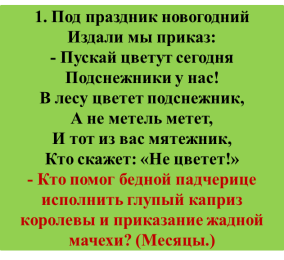 1. Под праздник новогодний
Издали мы приказ:
- Пускай цветут сегодня
Подснежники у нас!
В лесу цветет подснежник,
А не метель метет,
И тот из вас мятежник,
Кто скажет: «Не цветет!»
- Кто помог бедной падчерице
исполнить глупый каприз
королевы и приказание жадной
мачехи? (Месяцы.)